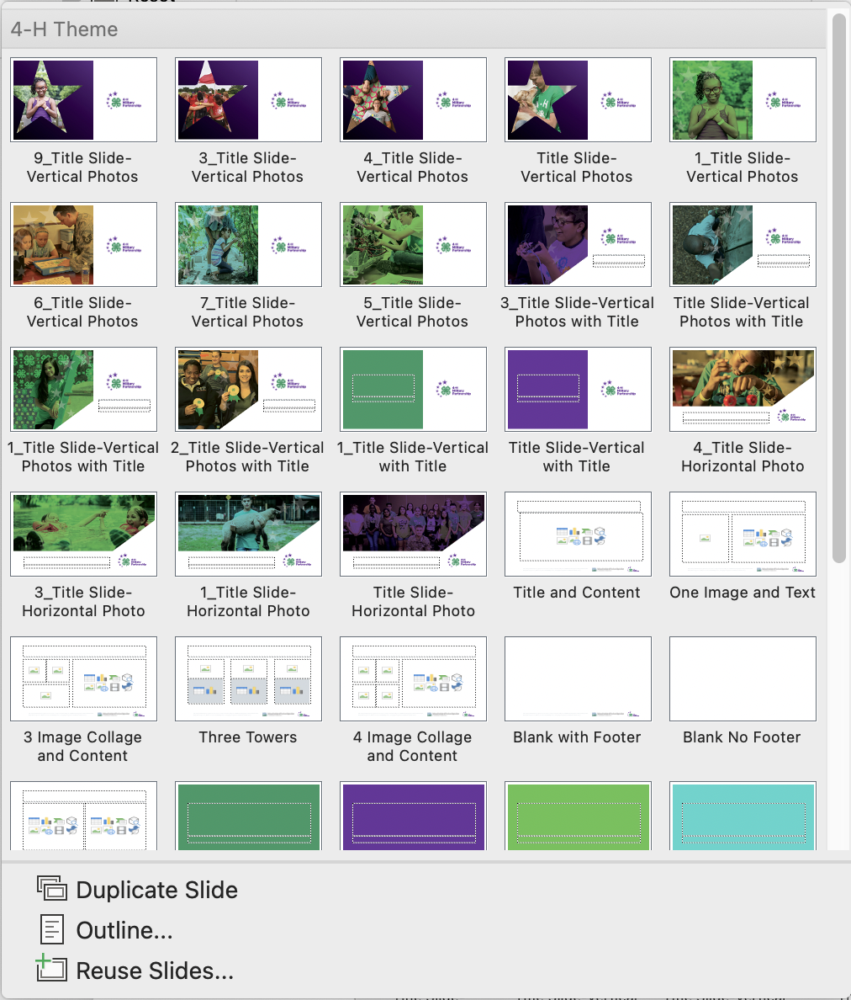 Reset
4-H Theme
9_Title Slide-
Vertical Photos
3_Title Slide-
Vertical Photos
4_Title Slide-
Vertical Photos
Title Slide-
Vertical Photos
1_Title Slide-
Vertical Photos
6_Title Slide-
Vertical Photos
7_Title Slide-
Vertical Photos
5_Title Slide-
Vertical Photos
3_Title Slide-Vertical
Photos with Title
Title Slide-Vertical
Photos with Title
1_Title Slide-Vertical
Photos with Title
2_Title Slide-Vertical
Photos with Title
1_Title Slide-Vertical
with Title
Title Slide-Vertical
with Title
4_Title Slide-
Horizontal Photo
3_Title Slide-
Horizontal Photo
1_Title Slide-
Horizontal Photo
Title Slide-
Horizontal Photo
Title and Content
One Image and Text
3 Image Collage
and Content
Three Towers
4 Image Collage
and Content
Blank with Footer
Blank No Footer
Duplicate Slide
Outline...
Reuse Slides...